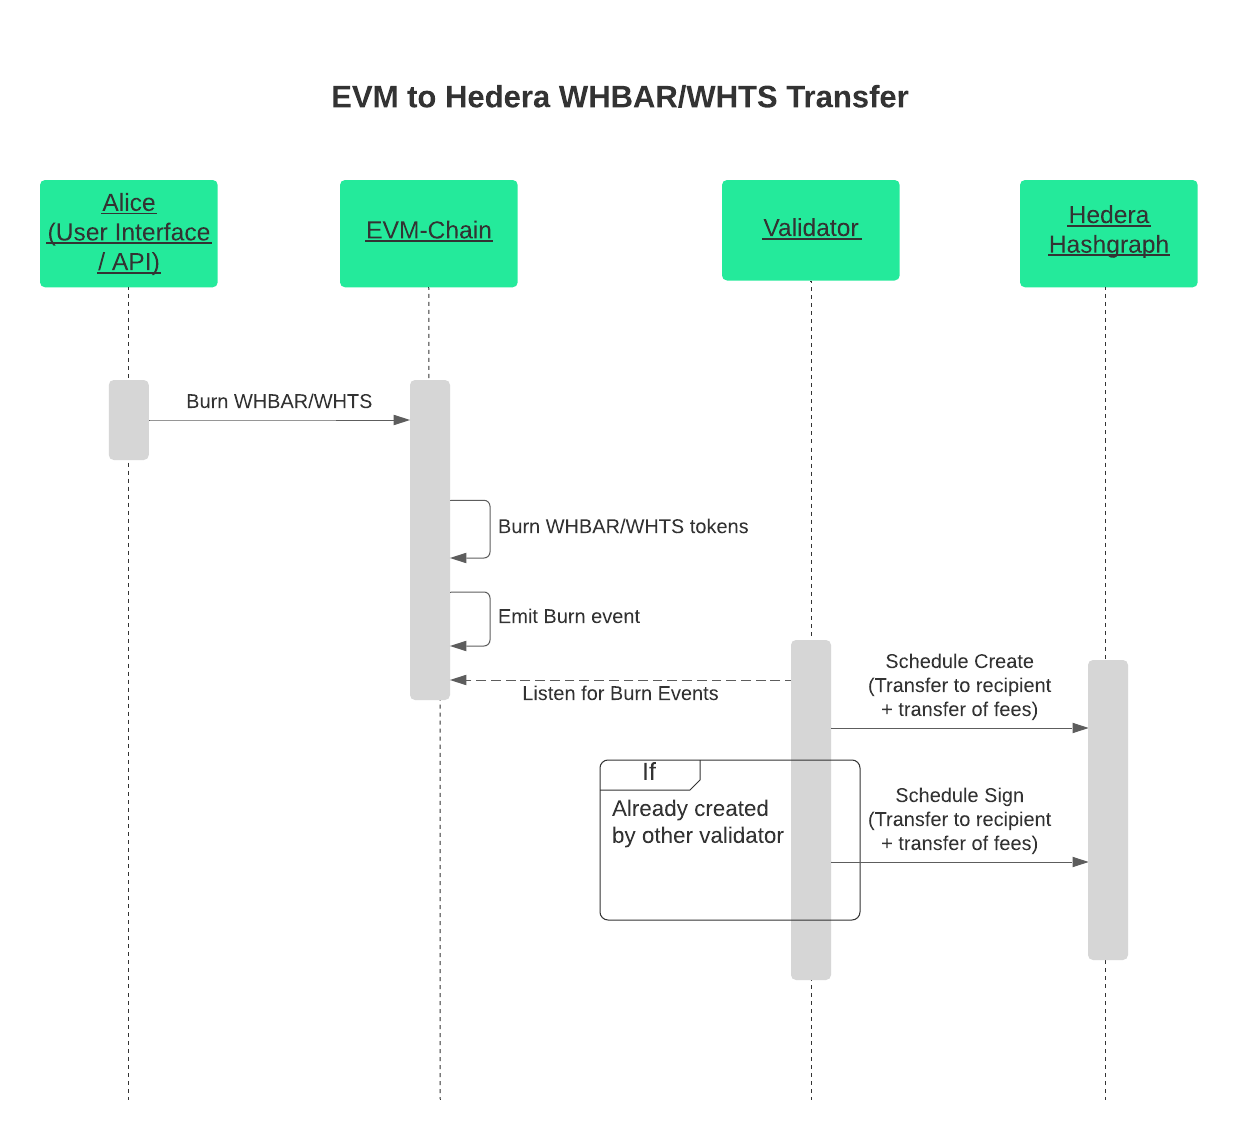 EVM to Hedera WHBAR/WHTS Transfer
Alice
(User Interface
/ API)
EVM-Chain
Validator
Hedera
Hashgraph
Burn WHBAR/WHTS
Burn WHBAR/WHTS tokens
Emit Burn event
Listen for Burn Events
Schedule Create
(Transfer to recipient
+ transfer of fees)
If
Already created
by other validator
Schedule Sign
(Transfer to recipient
+ transfer of fees)